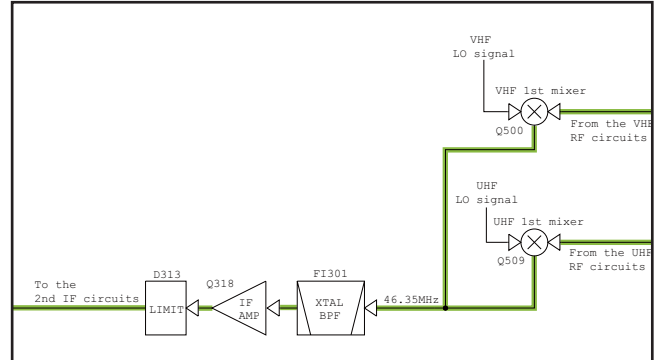 VHF
LO signal
VHF 1st mixer
Q500
From the VHF
RF circuits
UHF
LO signal
UHF 1st mixer
Q509
From the UHF
RF circuits
To the
2nd IF circuits
D313
LIMIT
Q318
IF
AMP
FI301
XTAL
BPF
46.35MHz